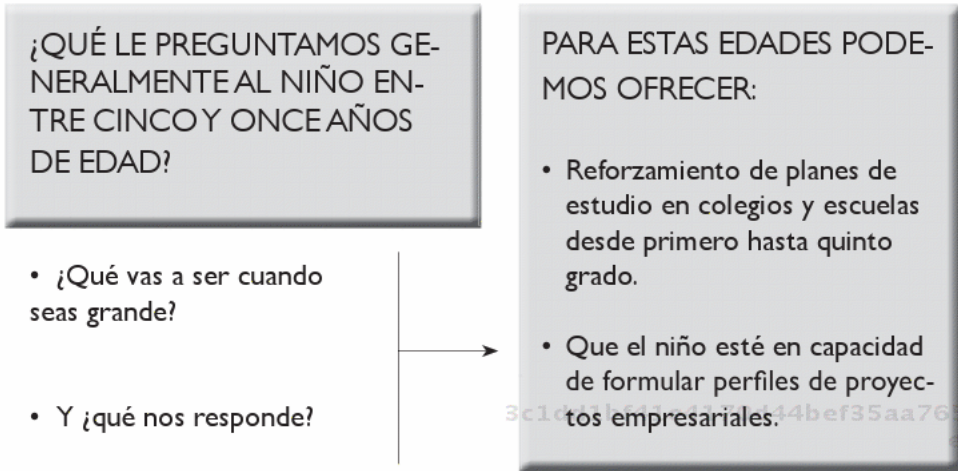 ¿QUÉ LE PREGUNTAMOS GE-
NERALMENTE AL NIÑO EN-
TRE CINCO Y ONCE AÑOS
DE EDAD?
• ¿Qué vas a ser cuando
seas grande?
• Y ¿qué nos responde?
PARA ESTAS EDADES PODE-
MOS OFRECER:
• Reforzamiento de planes de
estudio en colegios y escuelas
desde primero hasta quinto
grado.
• Que el niño esté en capacidad
de formular perfiles de proyec-
tos empresariales.